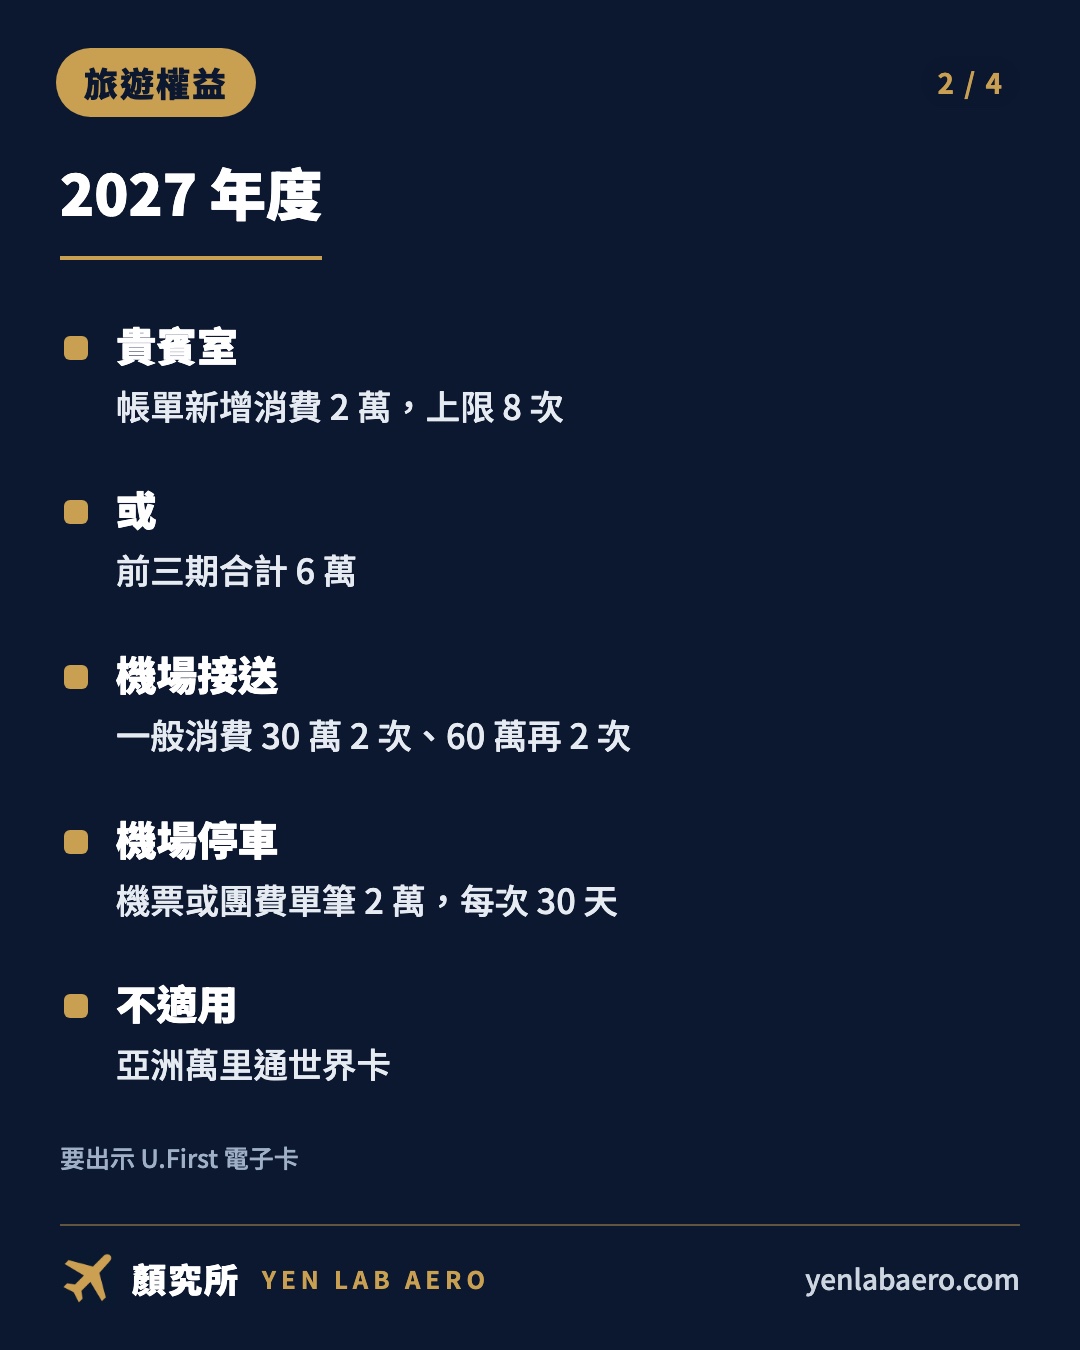 旅遊權益
2 / 4
2027 年度
貴賓室
帳單新增消費 2 萬，上限 8 次
或
前三期合計 6 萬
機場接送
一般消費 30 萬 2 次、60 萬再 2 次
機場停車
機票或團費單筆 2 萬，每次 30 天
不適用
亞洲萬里通世界卡
要出示 U.First 電子卡
顏究所 YEN LAB AERO
yenlabaero.com